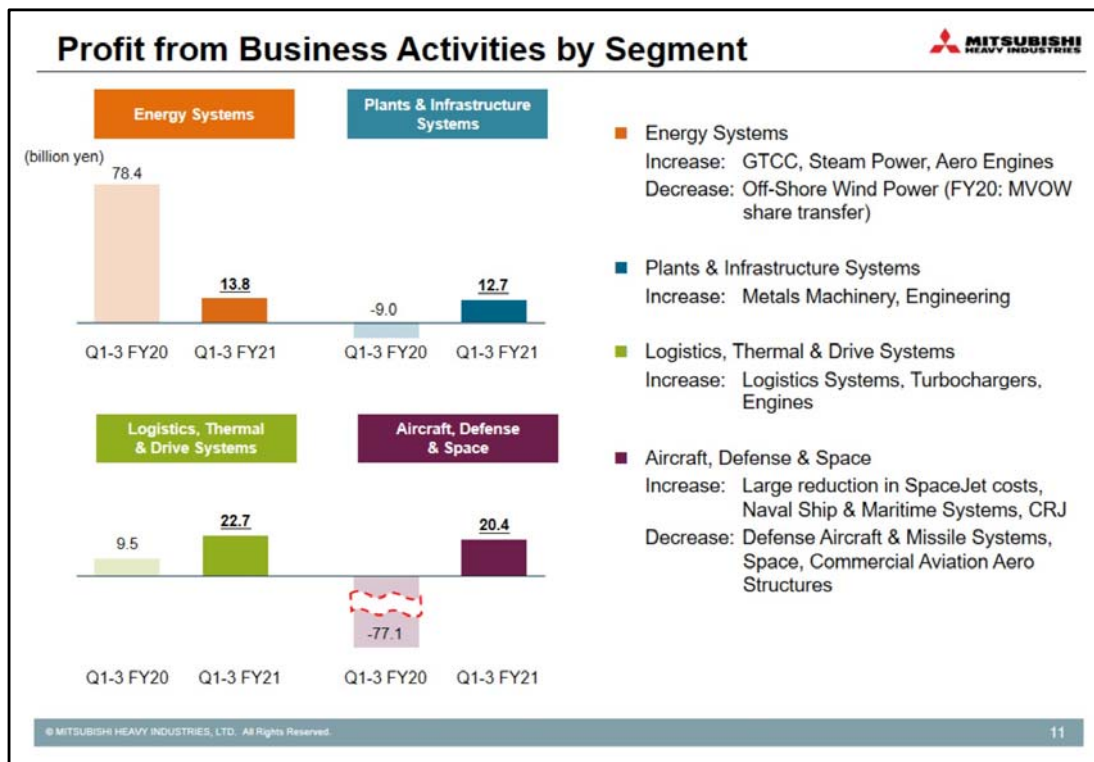 Profit from Business Activities by Segment
MITSUBISHI
HEAVY INDUSTRIES
Energy Systems
Plants & Infrastructure
Systems
(billion yen)
78.4
13.8
-9.0
12.7
Q1-3 FY20
Q1-3 FY21
Q1-3 FY20
Q1-3 FY21
Logistics, Thermal
& Drive Systems
Aircraft, Defense
& Space
9.5
22.7
-77.1
20.4
Q1-3 FY20
Q1-3 FY21
Q1-3 FY20
Q1-3 FY21
Energy Systems
Increase: GTCC, Steam Power, Aero Engines
Decrease: Off-Shore Wind Power (FY20: MVOW
share transfer)
Plants & Infrastructure Systems
Increase: Metals Machinery, Engineering
Logistics, Thermal & Drive Systems
Increase: Logistics Systems, Turbochargers,
Engines
Aircraft, Defense & Space
Increase: Large reduction in SpaceJet costs,
Naval Ship & Maritime Systems, CRJ
Decrease: Defense Aircraft & Missile Systems,
Space, Commercial Aviation Aero
Structures
© MITSUBISHI HEAVY INDUSTRIES, LTD. All Rights Reserved.
11